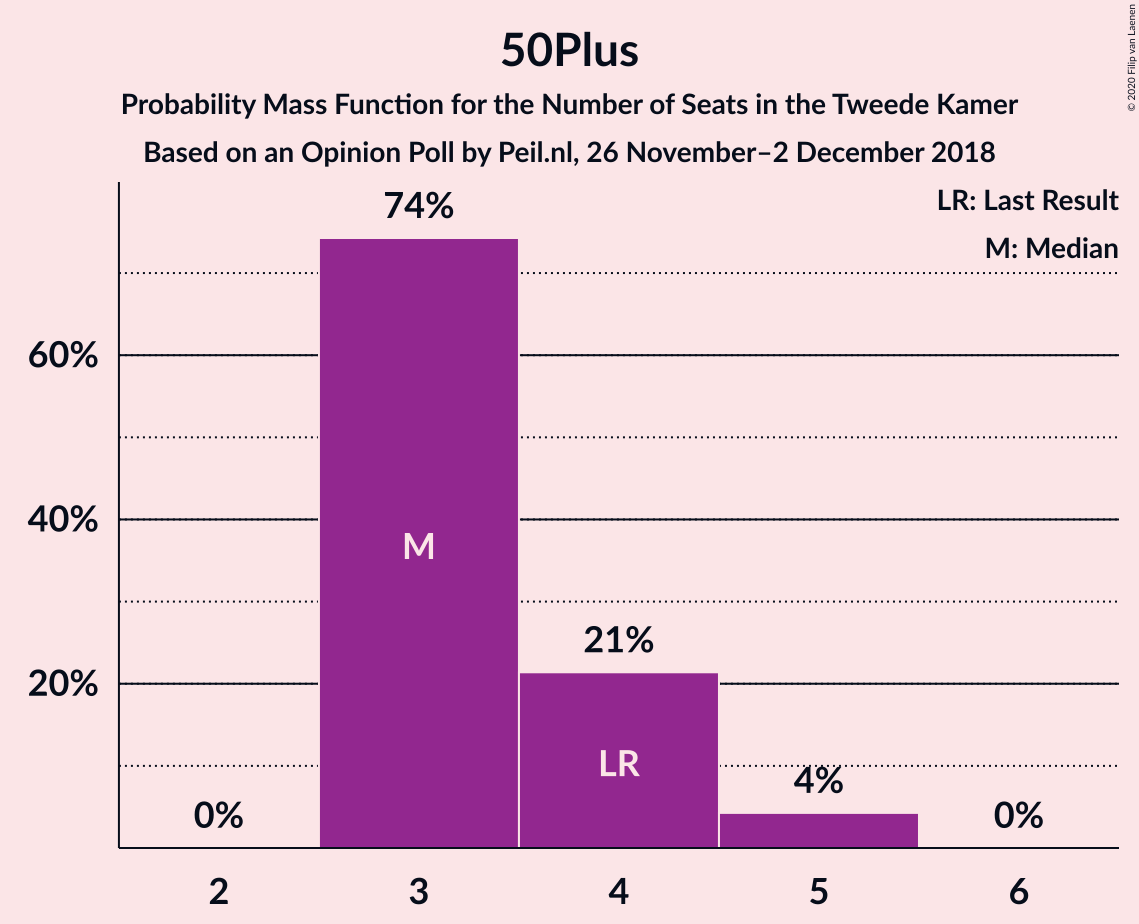 50Plus
Probability Mass Function for the Number of Seats in the Tweede Kamer
Based on an Opinion Poll by Peil.nl, 26 November–2 December 2018
© 2020 Filip van Laenen
LR: Last Result
M: Median
74%
60%
M
40%
21%
20%
LR
4%
0%
0%
2 3 4 5 6